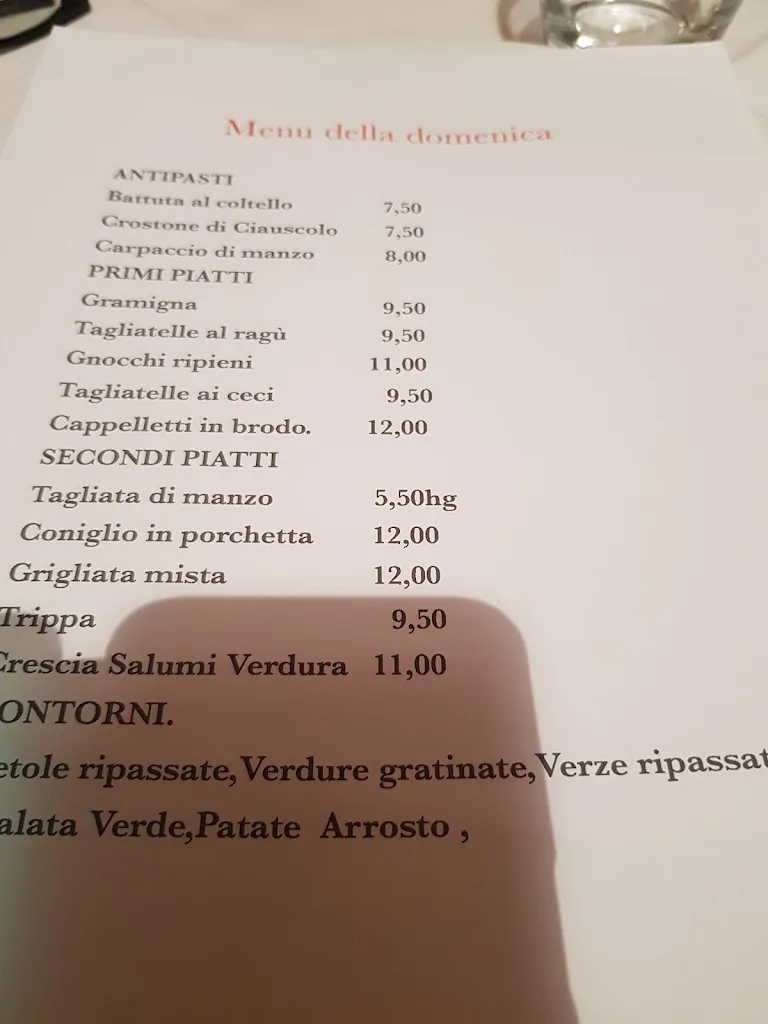 Menu della domenica
ANTIPASTI
Battuta al coltello 7,50
Crostone di Ciauscolo 7,50
Carpaccio di manzo 8,00
PRIMI PIATTI
Gramigna 9,50
Tagliatelle al ragù 9,50
Gnocchi ripieni 11,00
Tagliatelle ai ceci 9,50
Cappelletti in brodo. 12,00
SECONDI PIATTI
Tagliata di manzo 5,50hg
Coniglio in porchetta 12,00
Grigliata mista 12,00
Trippa 9,50
Crescia Salumi Verdura 11,00
ONTORNI.
etole ripassate,Verdure gratinate,Verze ripassat
alata Verde,Patate Arrosto ,